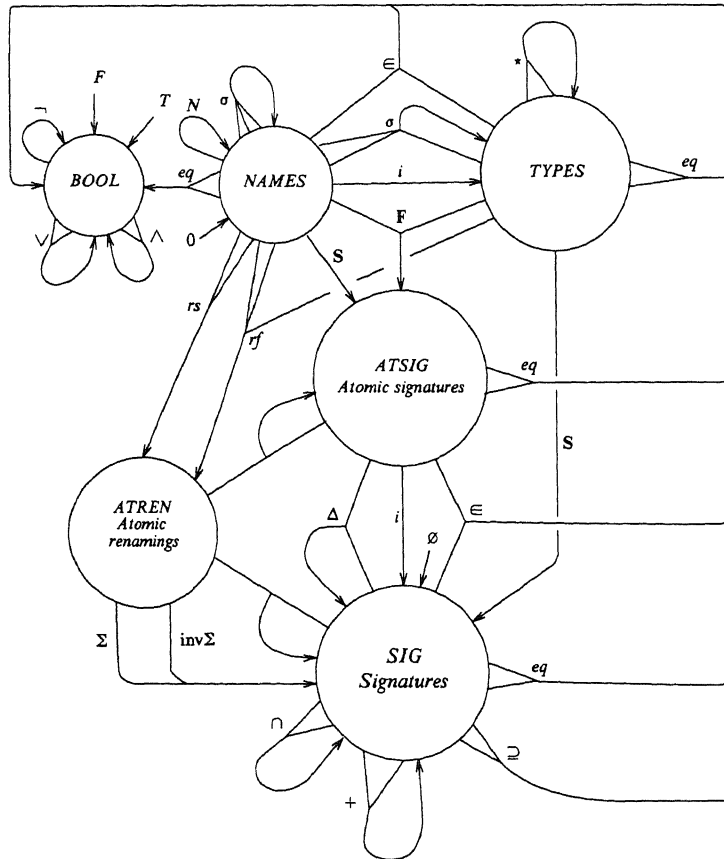 F
T
¬
N
σ
∈
*
BOOL
eq
NAMES
σ
i
TYPES
eq
∨
∧
0
F
S
rs
rf
ATSIG
Atomic signatures
eq
S
ATREN
Atomic
renamings
Δ
i
∈
∅
Σ
invΣ
SIG
Signatures
eq
∩
⊇
+